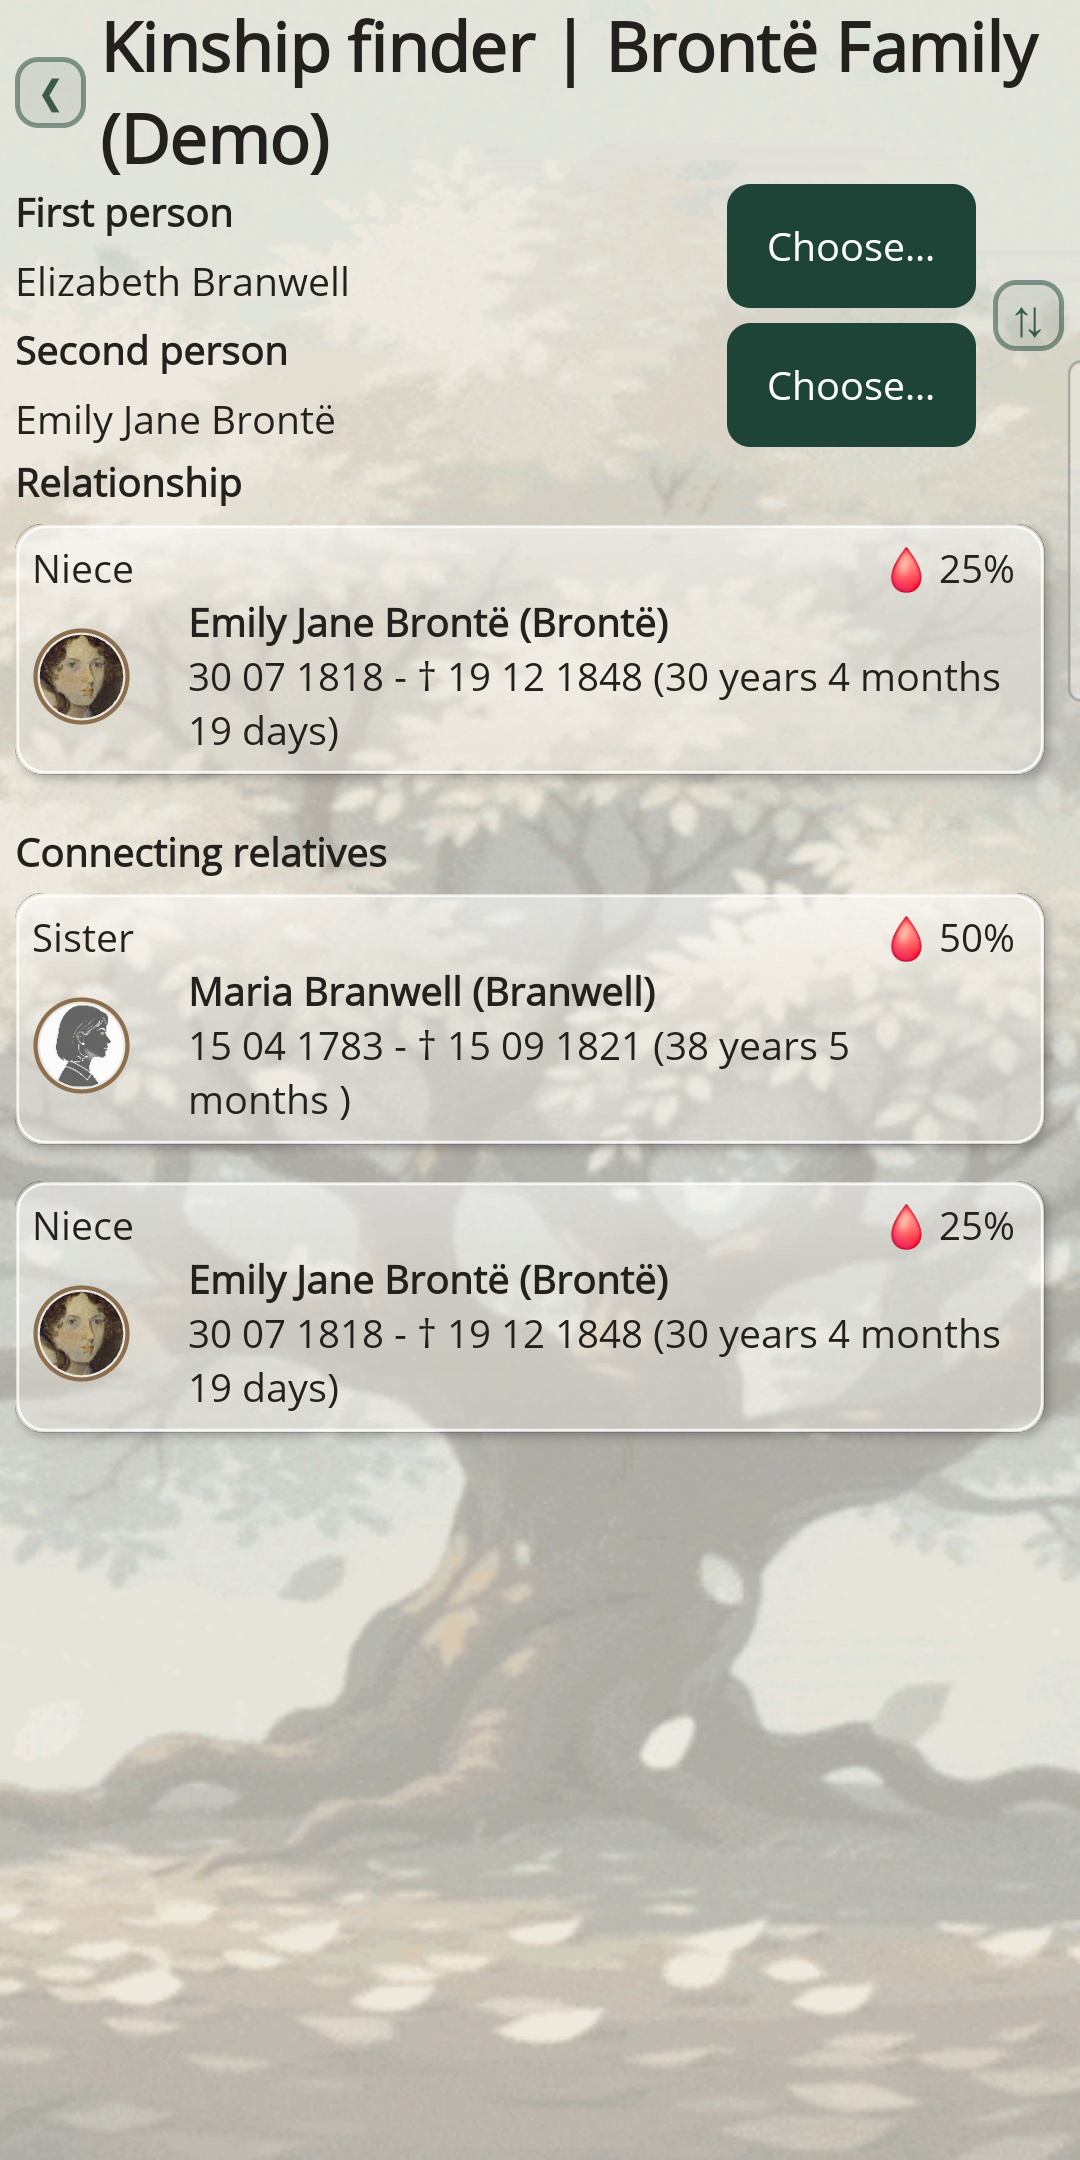 Kinship finder | Brontë Family
(Demo)
First person
Choose...
Elizabeth Branwell
Second person
Choose...
Emily Jane Brontë
Relationship
Niece
25%
Emily Jane Brontë (Brontë)
30 07 1818 - † 19 12 1848 (30 years 4 months
19 days)
Connecting relatives
Sister
50%
Maria Branwell (Branwell)
15 04 1783 - † 15 09 1821 (38 years 5
months )
Niece
25%
Emily Jane Brontë (Brontë)
30 07 1818 - † 19 12 1848 (30 years 4 months
19 days)